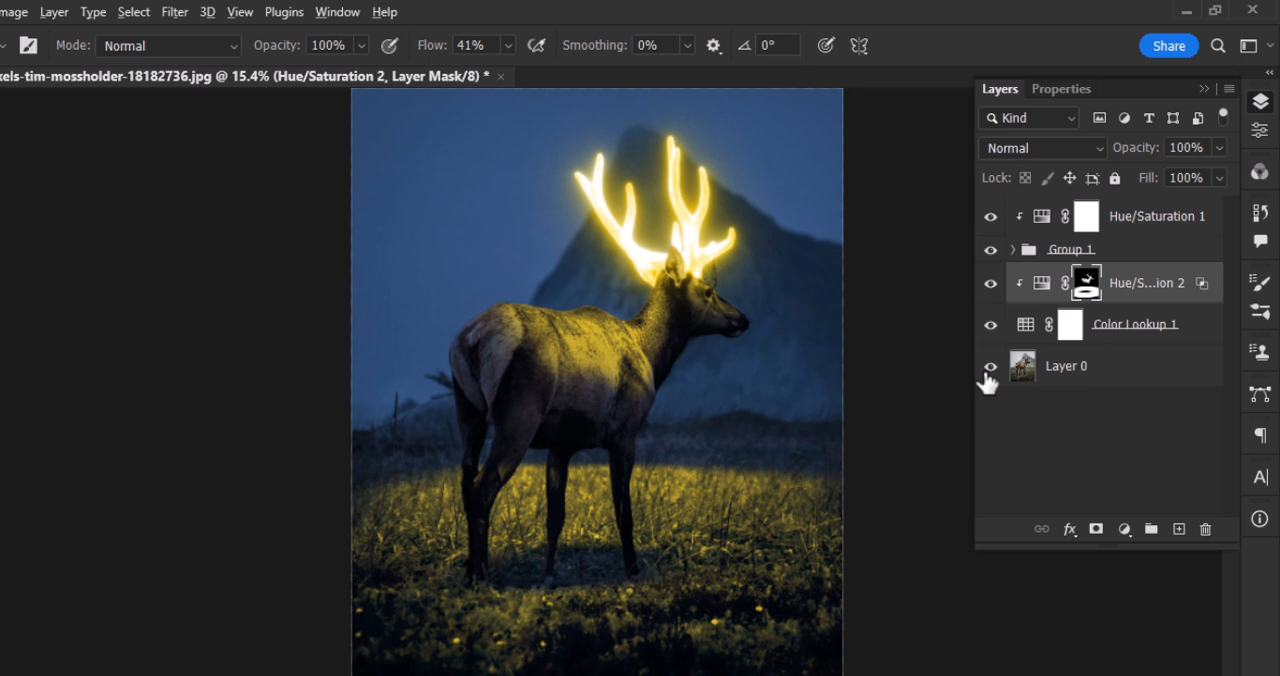 mage Layer Type Select Filter 3D View Plugins Window Help
Mode: Normal Opacity: 100% Flow: 41% Smoothing: 0% 0° Share
xels-tim-mossholder-18182736.jpg @ 15.4% (Hue/Saturation 2, Layer Mask/8) *
Layers Properties
Kind
Normal Opacity: 100%
Lock: Fill: 100%
Hue/Saturation 1
Group 1
Hue/S...ion 2
Color Lookup 1
Layer 0
fx